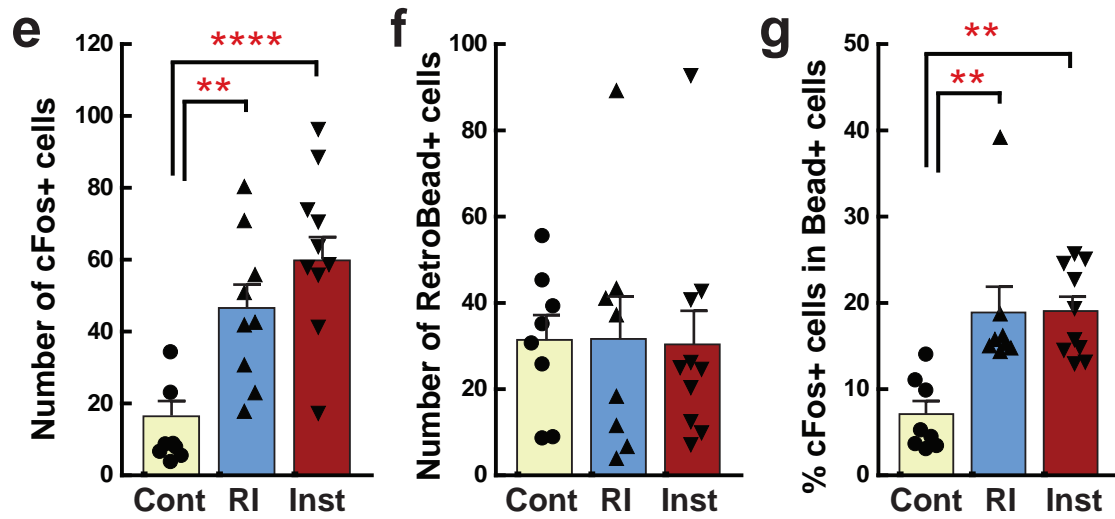 e
Number of cFos+ cells
120
100
80
60
40
20
0
****
**
Cont RI Inst
f
Number of RetroBead+ cells
100
80
60
40
20
0
Cont RI Inst
g
% cFos+ cells in Bead+ cells
50
40
30
20
10
0
**
**
Cont RI Inst